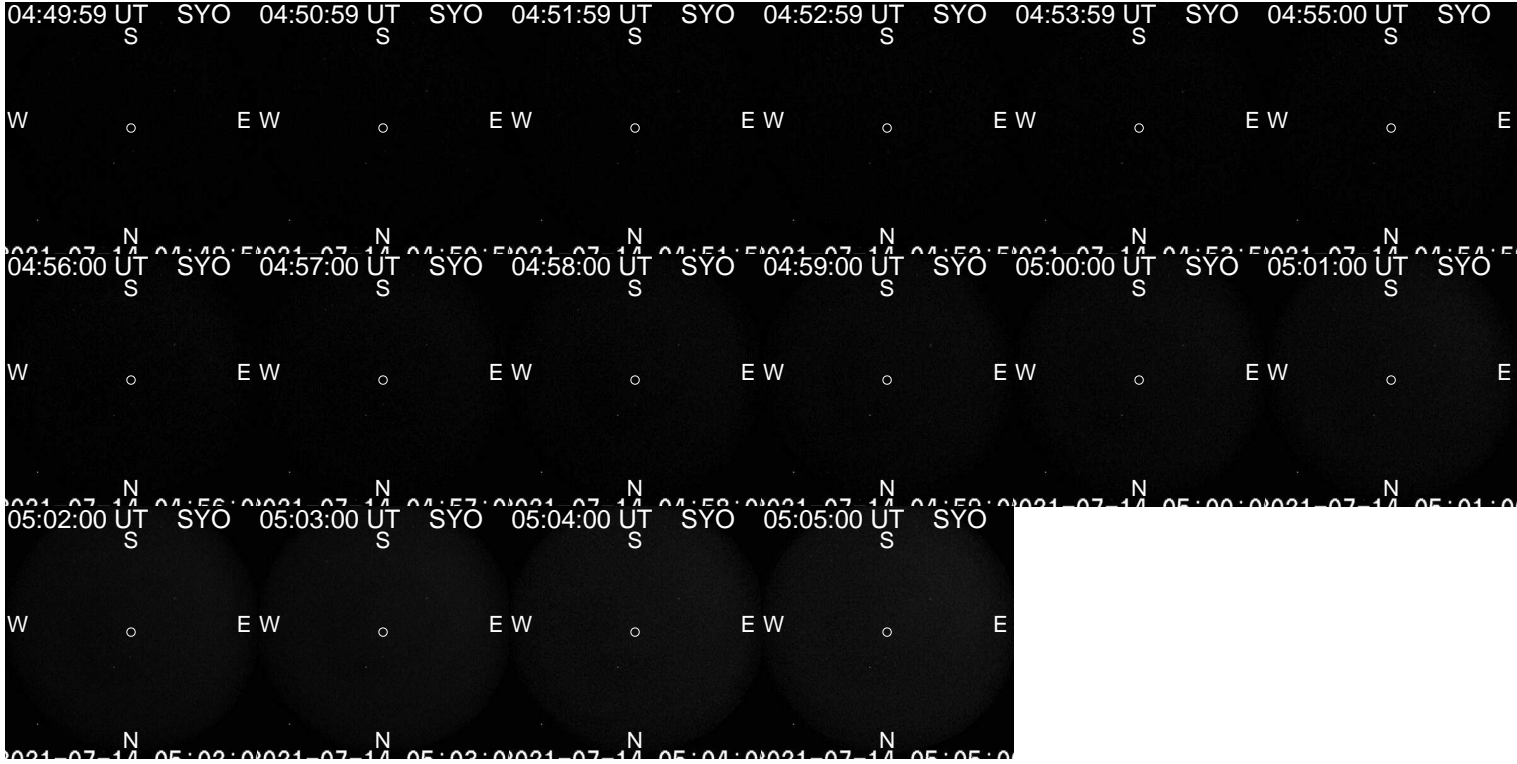 04:49:59 UT SYO 04:50:59 UT SYO 04:51:59 UT SYO 04:52:59 UT SYO 04:53:59 UT SYO 04:55:00 UT SYO
S S S S S S
W E W E W E W E W E W E
N N N N N N
04:56:00 UT SYO 04:57:00 UT SYO 04:58:00 UT SYO 04:59:00 UT SYO 05:00:00 UT SYO 05:01:00 UT SYO
S S S S S S
W E W E W E W E W E W E
N N N N N N
05:02:00 UT SYO 05:03:00 UT SYO 05:04:00 UT SYO 05:05:00 UT SYO
S S S S
W E W E W E W E
N N N N